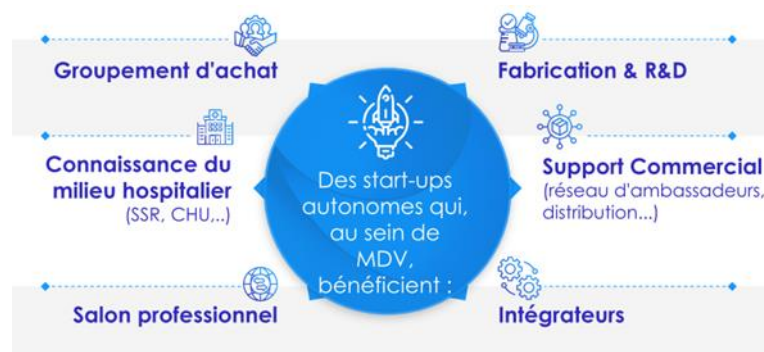 Groupement d'achat
Fabrication & R&D
Connaissance du
milieu hospitalier
(SSR, CHU,..)
Des start-ups
autonomes qui,
au sein de
MDV,
bénéficient :
Support Commercial
(réseau d'ambassadeurs,
distribution...)
Salon professionnel
Intégrateurs